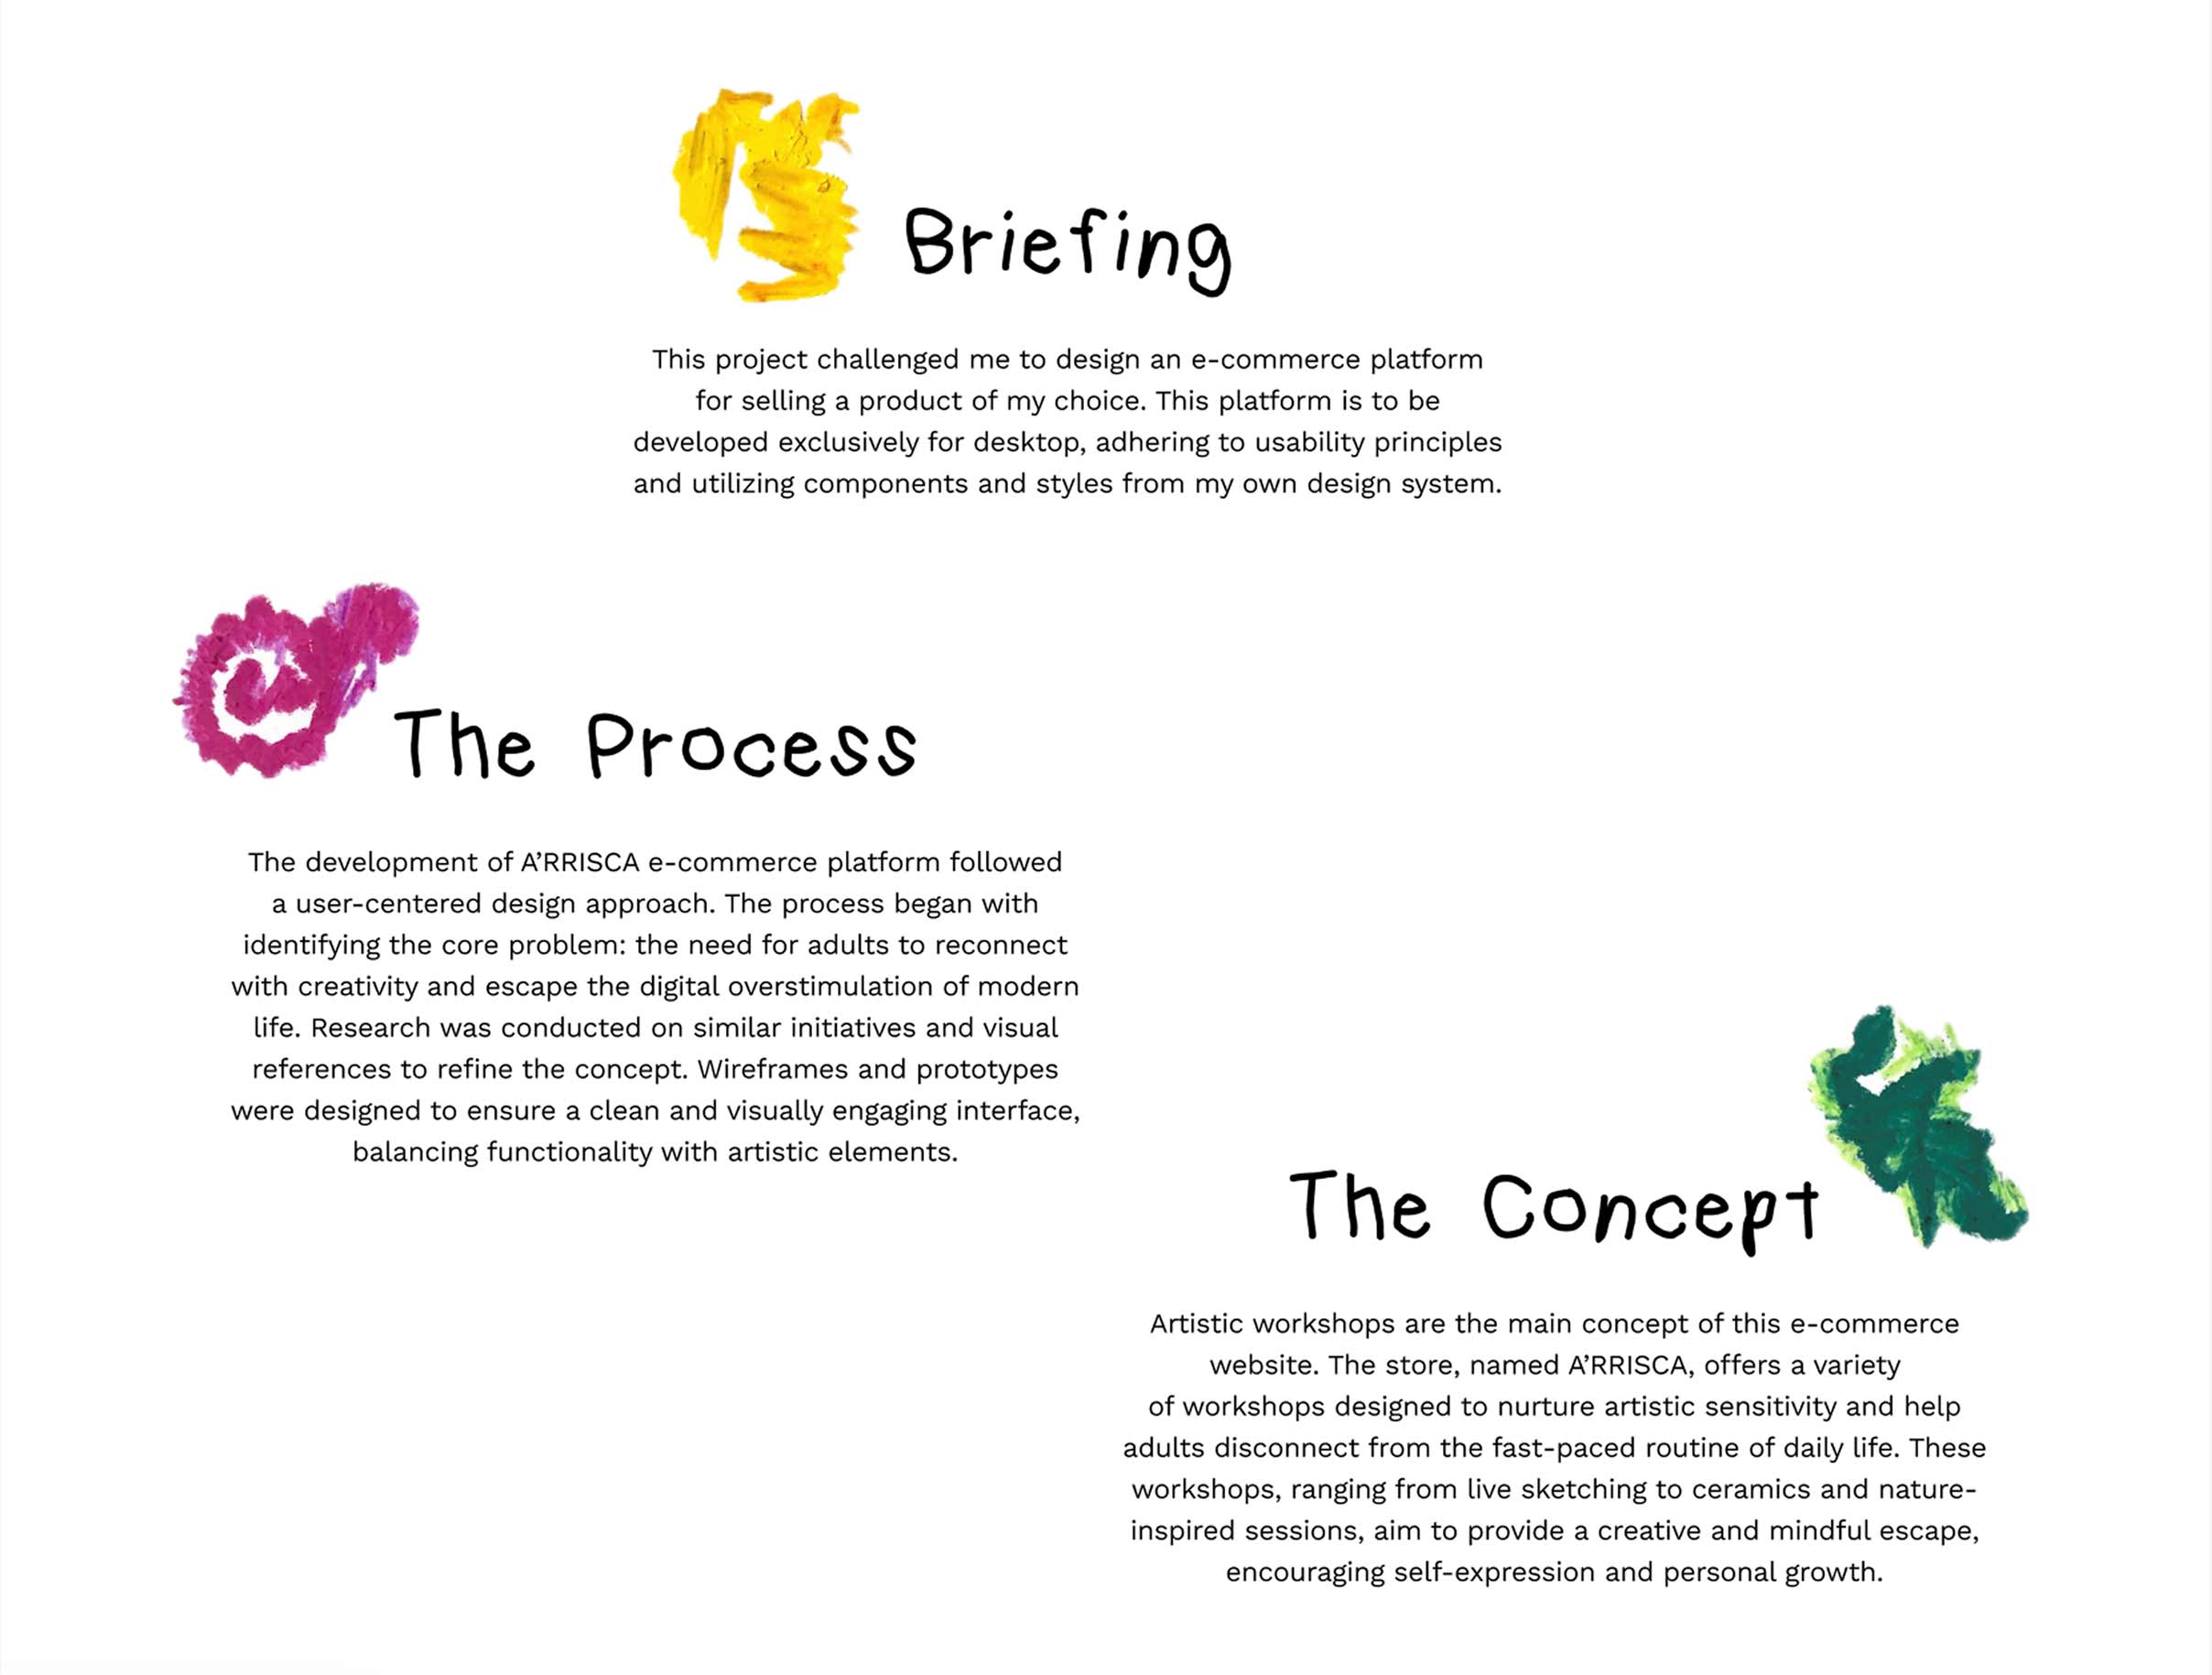 Briefing
This project challenged me to design an e-commerce platform
for selling a product of my choice. This platform is to be
developed exclusively for desktop, adhering to usability principles
and utilizing components and styles from my own design system.
The Process
The development of A’RRISCA e-commerce platform followed
a user-centered design approach. The process began with
identifying the core problem: the need for adults to reconnect
with creativity and escape the digital overstimulation of modern
life. Research was conducted on similar initiatives and visual
references to refine the concept. Wireframes and prototypes
were designed to ensure a clean and visually engaging interface,
balancing functionality with artistic elements.
The Concept
Artistic workshops are the main concept of this e-commerce
website. The store, named A’RRISCA, offers a variety
of workshops designed to nurture artistic sensitivity and help
adults disconnect from the fast-paced routine of daily life. These
workshops, ranging from live sketching to ceramics and nature-
inspired sessions, aim to provide a creative and mindful escape,
encouraging self-expression and personal growth.